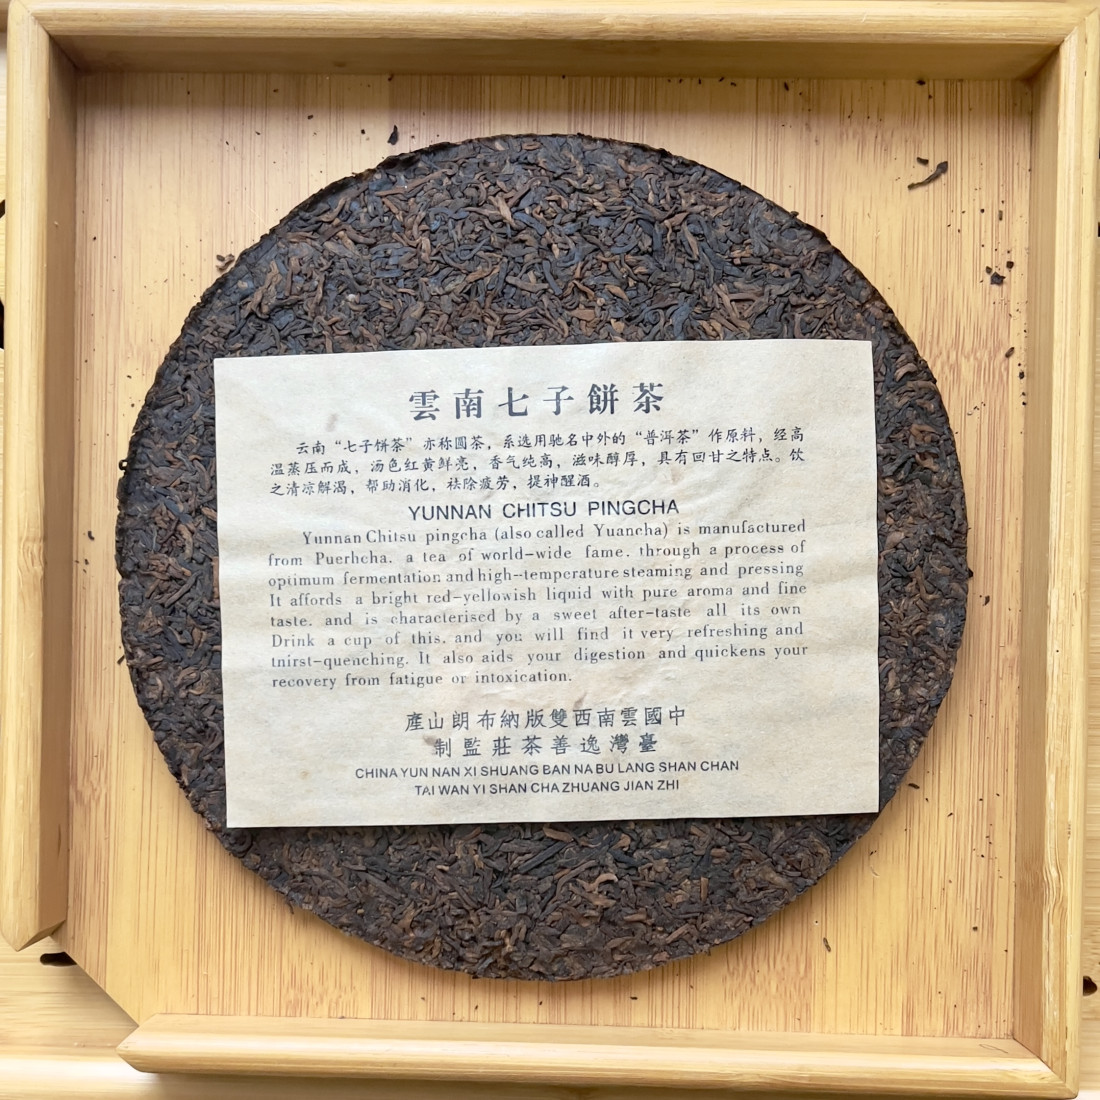 雲南七子餅茶
云南“七子饼茶”亦称圆茶，系选用驰名中外的“普洱茶”作原料，经高
温蒸压而成，汤色红黄鲜亮，香气纯高，滋味醇厚，具有回甘之特点。饮
之清凉解渴，帮助消化，祛除疲劳，提神醒酒。
YUNNAN CHITSU PINGCHA
Yunnan Chitsu pingcha (also called Yuancha) is manufactured
from Puerhcha. a tea of world-wide fame. through a process of
optimum fermentation and high-temperature steaming and pressing
It affords a bright red-yellowish liquid with pure aroma and fine
taste. and is characterised by a sweet after-taste all its own
Drink a cup of this. and you will find it very refreshing and
tnirst-quenching. It also aids your digestion and quickens your
recovery from fatigue or intoxication.
產山朗布納版雙西南雲國中
制監莊茶善逸灣臺
CHINA YUN NAN XI SHUANG BAN NA BU LANG SHAN CHAN
TAI WAN YI SHAN CHA ZHUANG JIAN ZHI